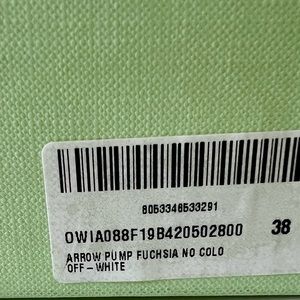 8053346533291
OWIA088F19B420502800 38
ARROW PUMP FUCHSIA NO COLO
OFF-WHITE